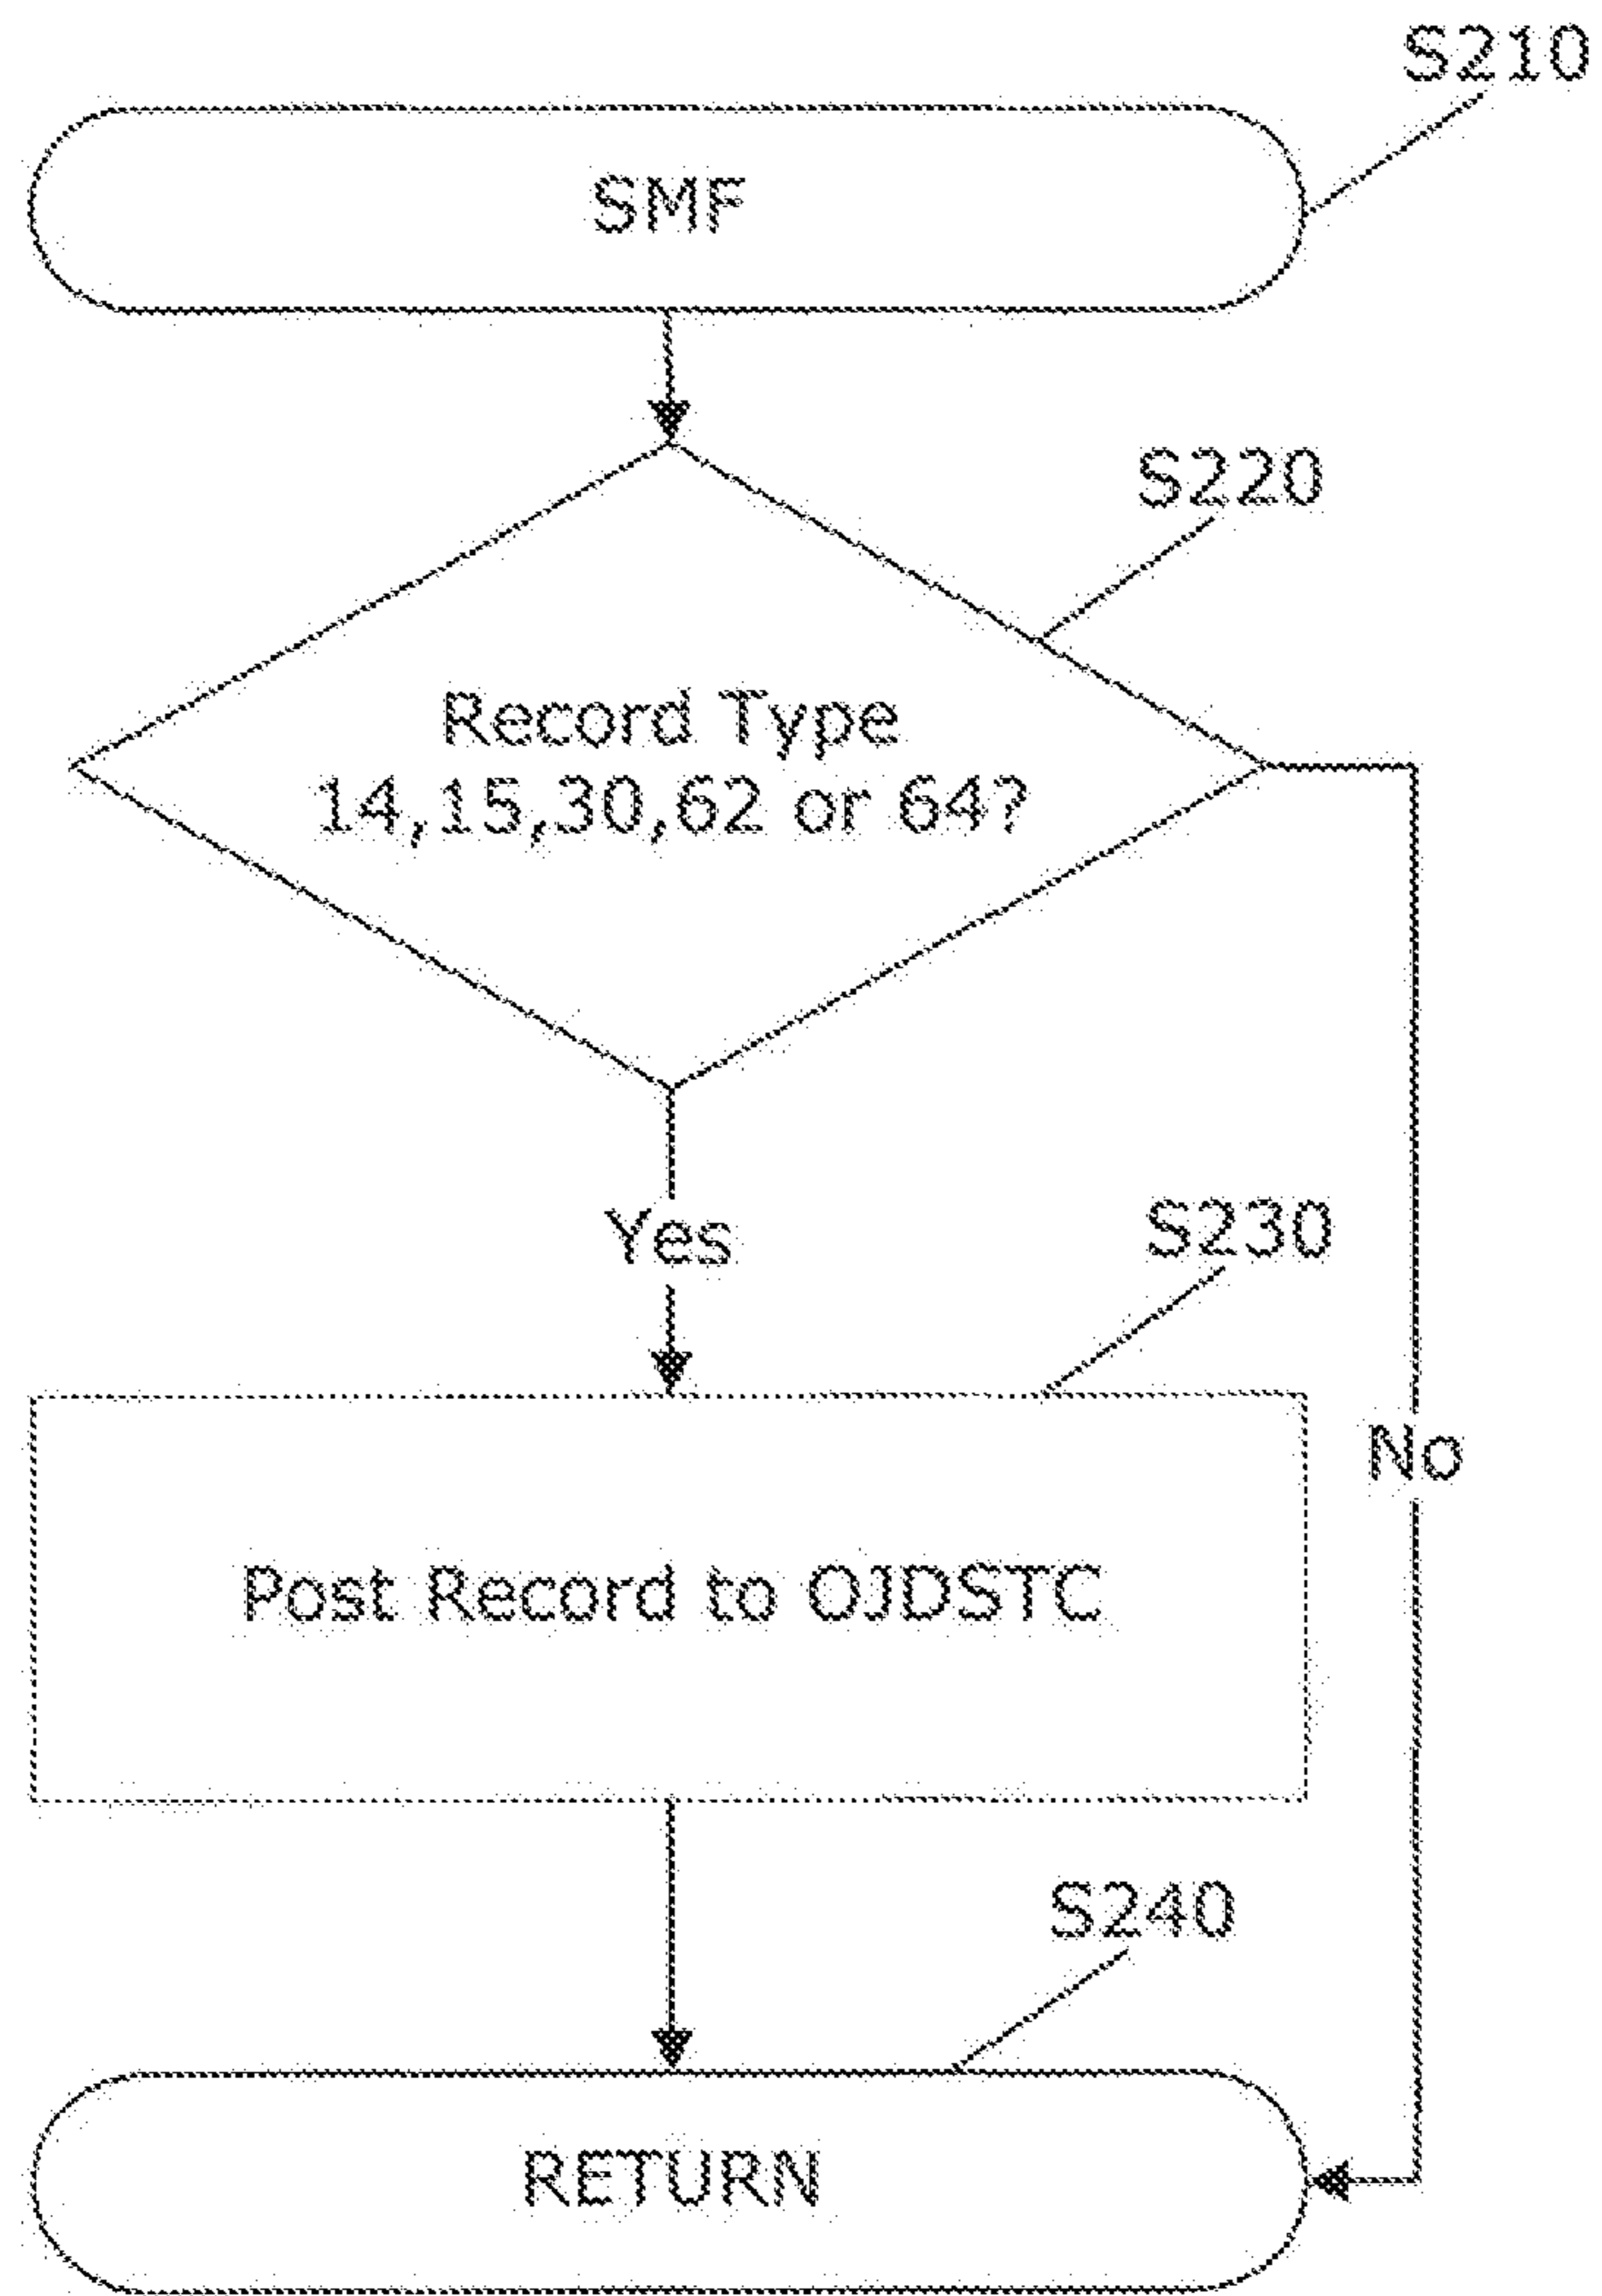 S210
SMF
S220
Record Type
14,15,30,62 or 64?
Yes
S230
No
Post Record to OJDSTC
S240
RETURN